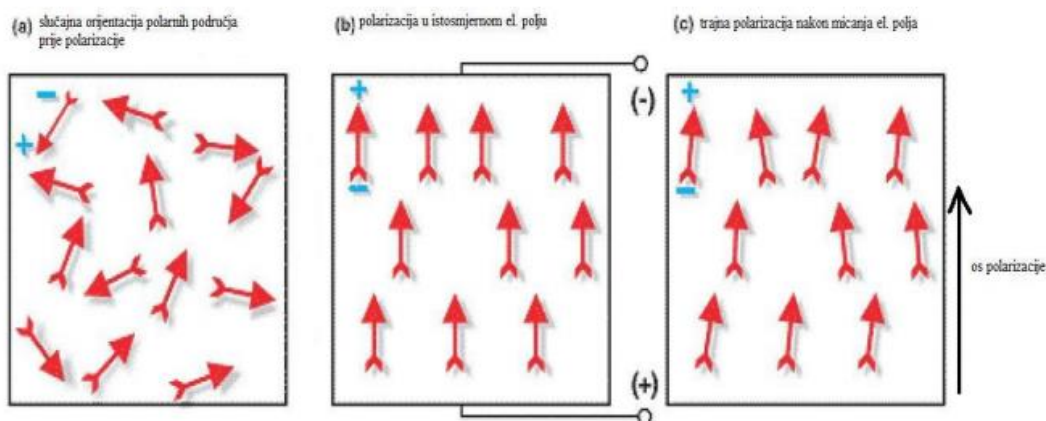 (a) slučajna orijentacija polarnih područja
prije polarizacije
(b) polarizacija u istosmjernom el. polju
(c) trajna polarizacija nakon micanja el. polja
−
+
+
−
(-)
(+)
+
−
os polarizacije